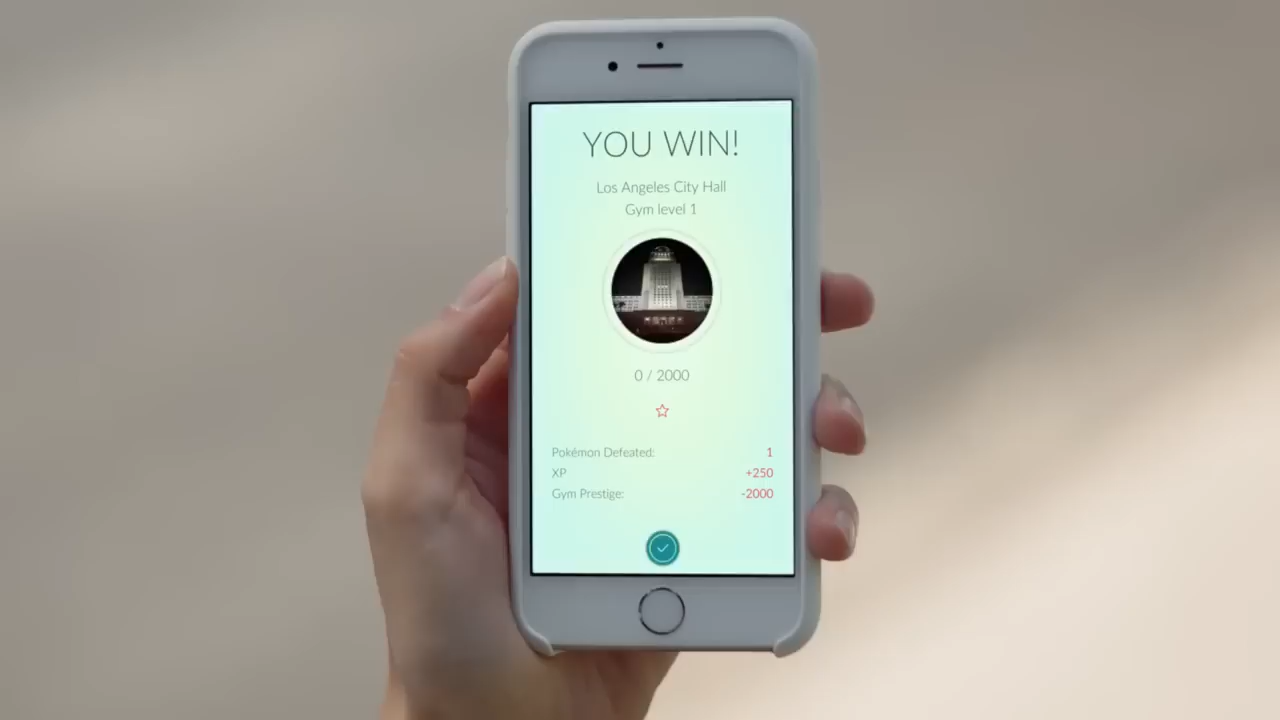 YOU WIN!
Los Angeles City Hall
Gym level 1
0 / 2000
Pokémon Defeated: 1
XP +250
Gym Prestige: -2000